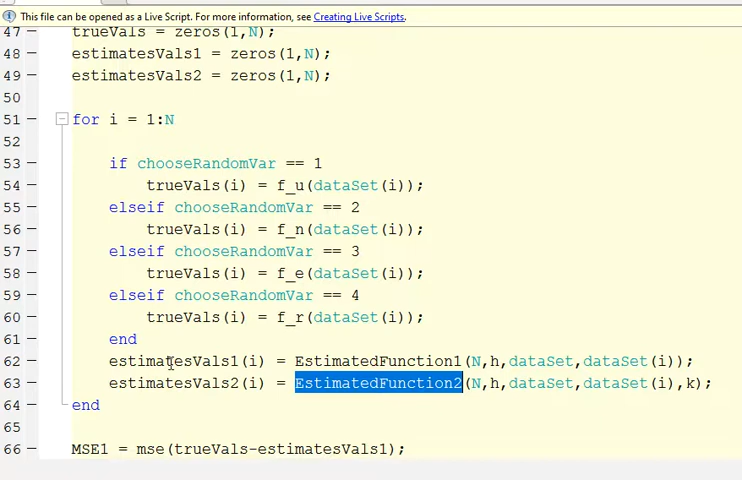 This file can be opened as a Live Script. For more information, see Creating Live Scripts.
47 trueVals = zeros(1,N);
48 estimatesVals1 = zeros(1,N);
49 estimatesVals2 = zeros(1,N);
50
51 for i = 1:N
52
53 if chooseRandomVar == 1
54 trueVals(i) = f_u(dataSet(i));
55 elseif chooseRandomVar == 2
56 trueVals(i) = f_n(dataSet(i));
57 elseif chooseRandomVar == 3
58 trueVals(i) = f_e(dataSet(i));
59 elseif chooseRandomVar == 4
60 trueVals(i) = f_r(dataSet(i));
61 end
62 estimatesVals1(i) = EstimatedFunction1(N,h,dataSet,dataSet(i));
63 estimatesVals2(i) = EstimatedFunction2(N,h,dataSet,dataSet(i),k);
64 end
65
66 MSE1 = mse(trueVals-estimatesVals1);